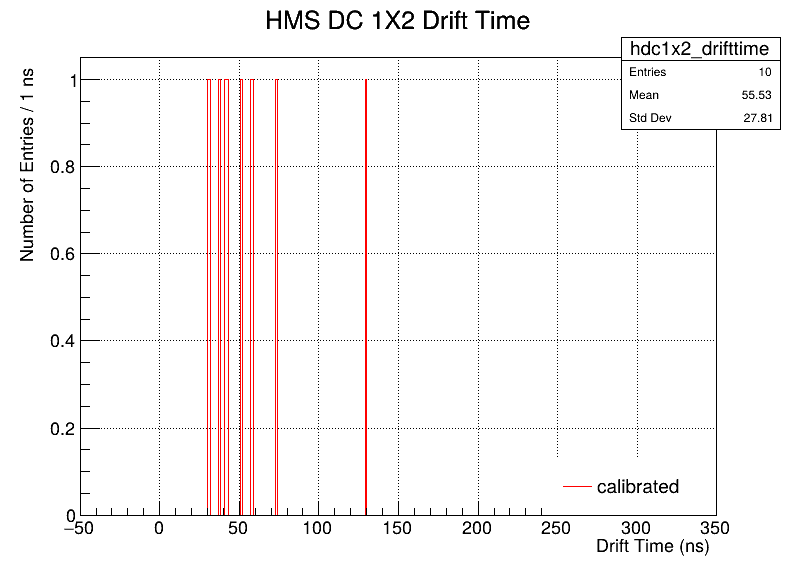 HMS DC 1X2 Drift Time
hdc1x2_drifttime
Entries 10
Mean 55.53
Std Dev 27.81
Number of Entries / 1 ns
1
0.8
0.6
0.4
0.2
0
−50 0 50 100 150 200 250 300 350
Drift Time (ns)
calibrated